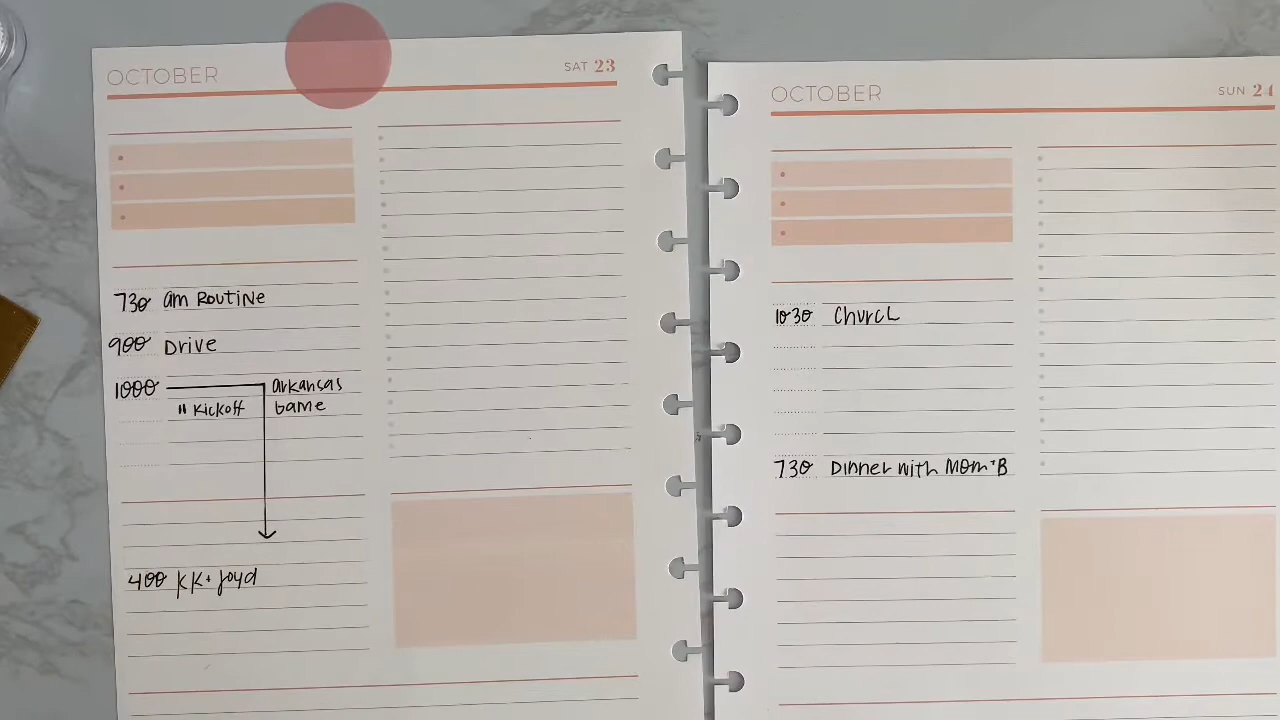 OCTOBER
SAT 23
730 am Routine
900 Drive
1000
Arkansas
Game
11 Kickoff
400 KK+
OCTOBER
SUN 24
1030 Church
730 Dinner with Mom+B